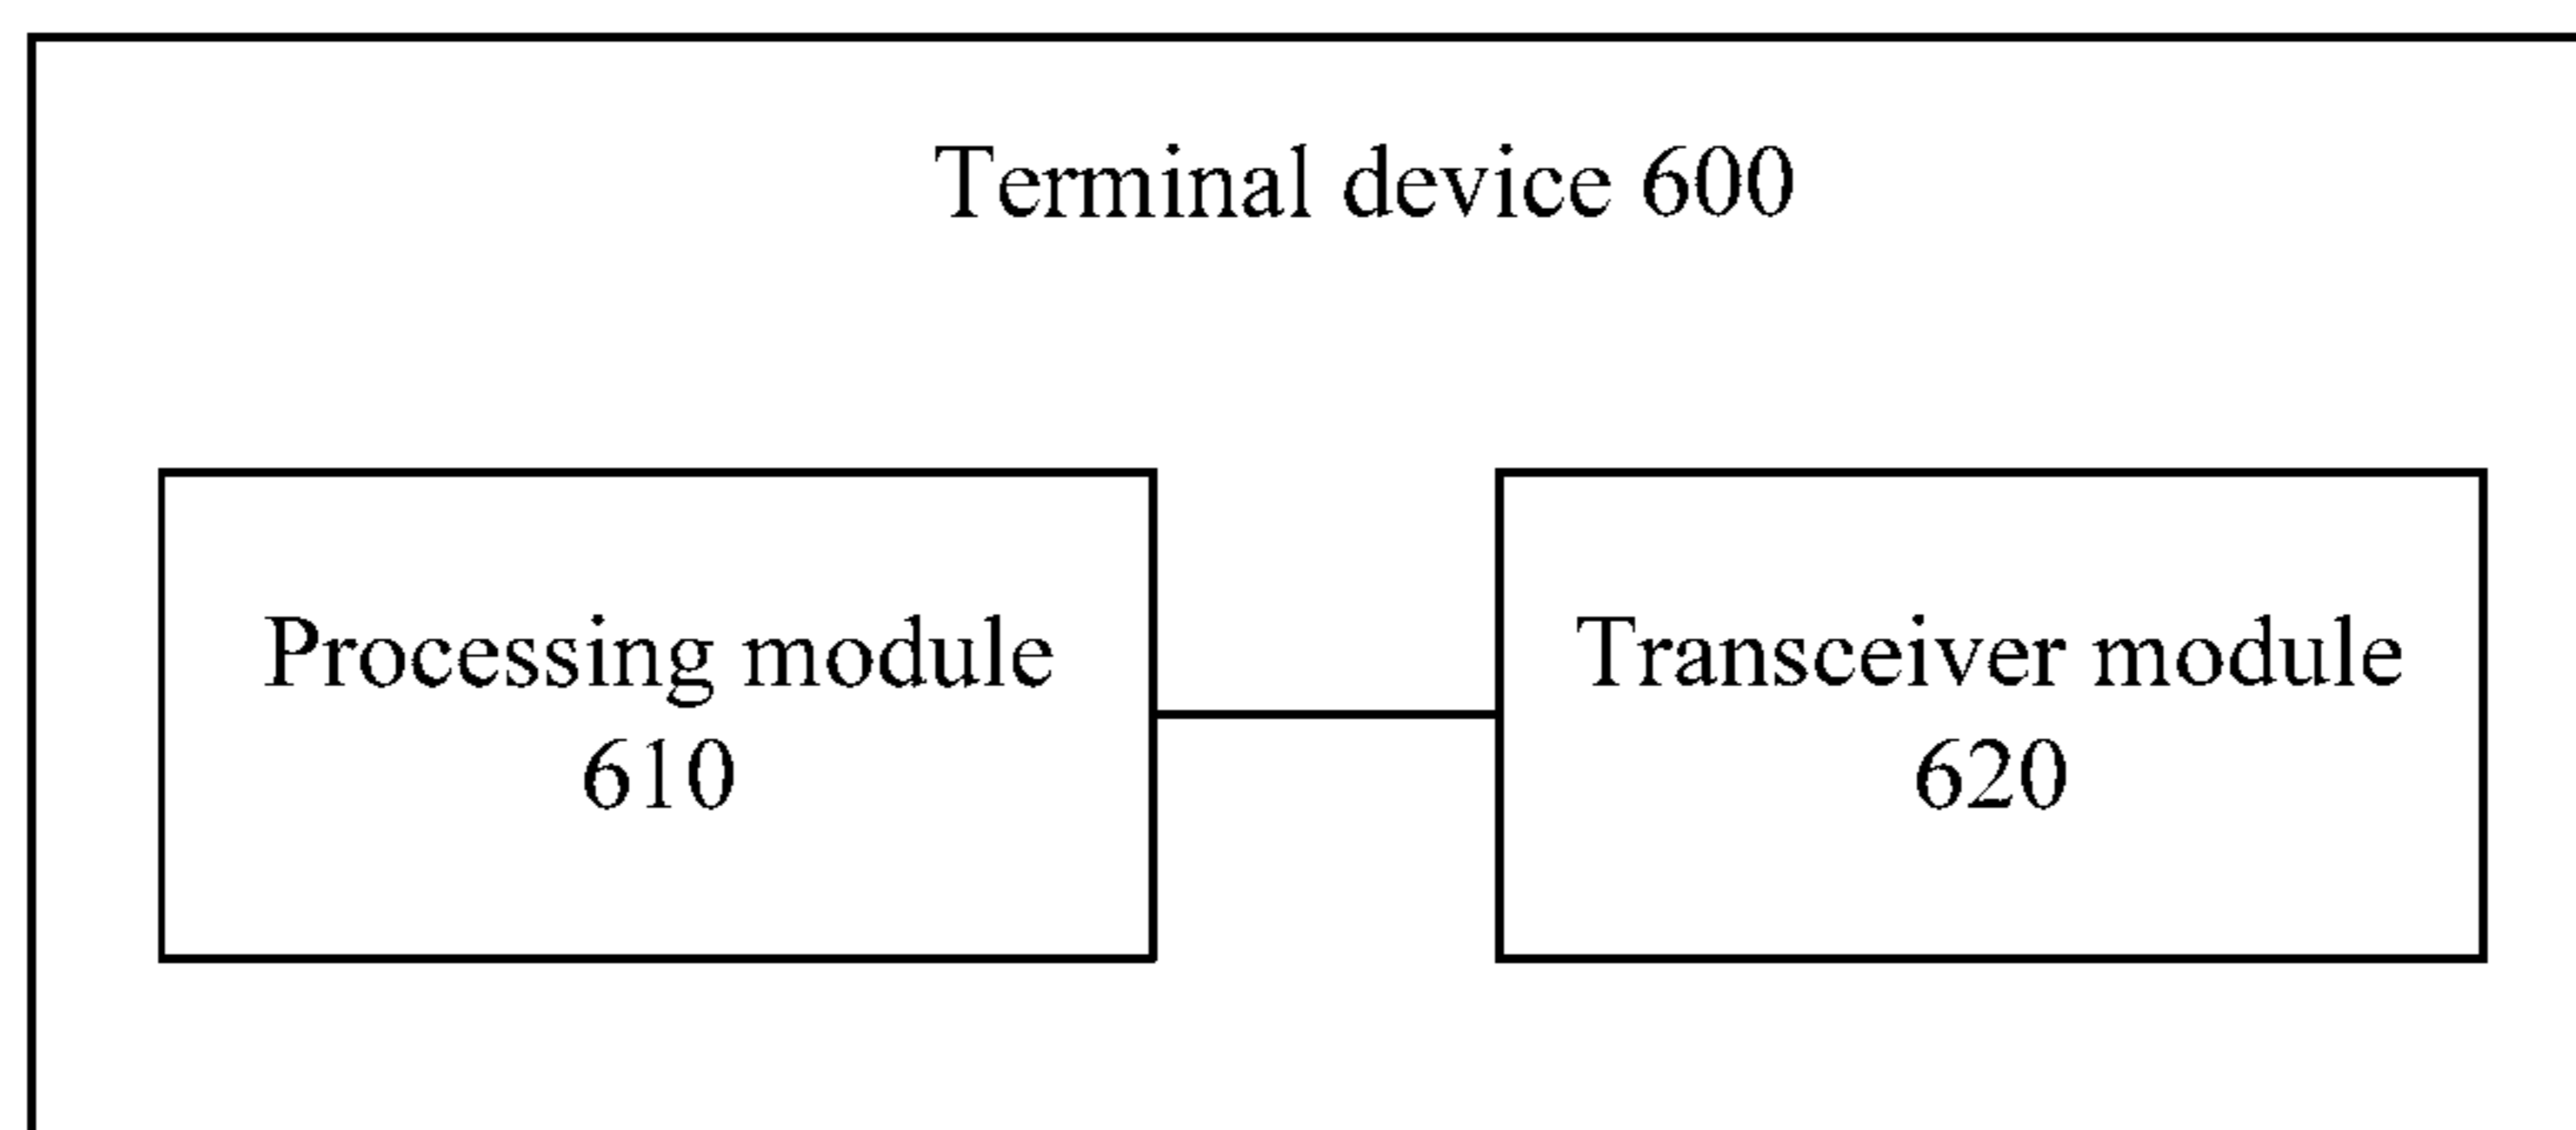 Terminal device 600
Processing module
610
Transceiver module
620